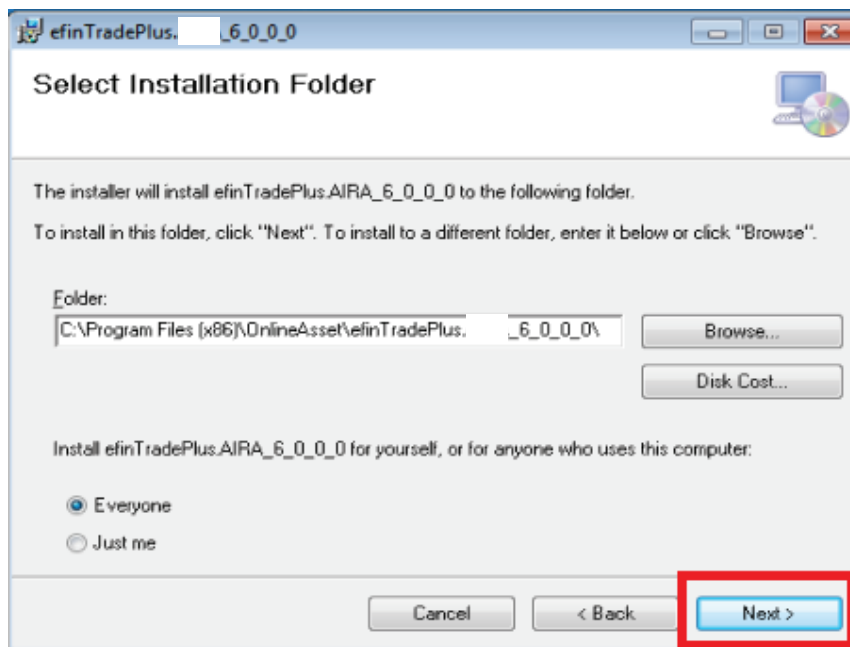 efinTradePlus. _6_0_0_0
Select Installation Folder
The installer will install efinTradePlus.AIRA_6_0_0_0 to the following folder.
To install in this folder, click "Next". To install to a different folder, enter it below or click "Browse".
Folder:
C:\Program Files (x86)\OnlineAsset\efinTradePlus. _6_0_0_0\
Browse...
Disk Cost...
Install efinTradePlus.AIRA_6_0_0_0 for yourself, or for anyone who uses this computer:
Everyone
Just me
Cancel
< Back
Next >